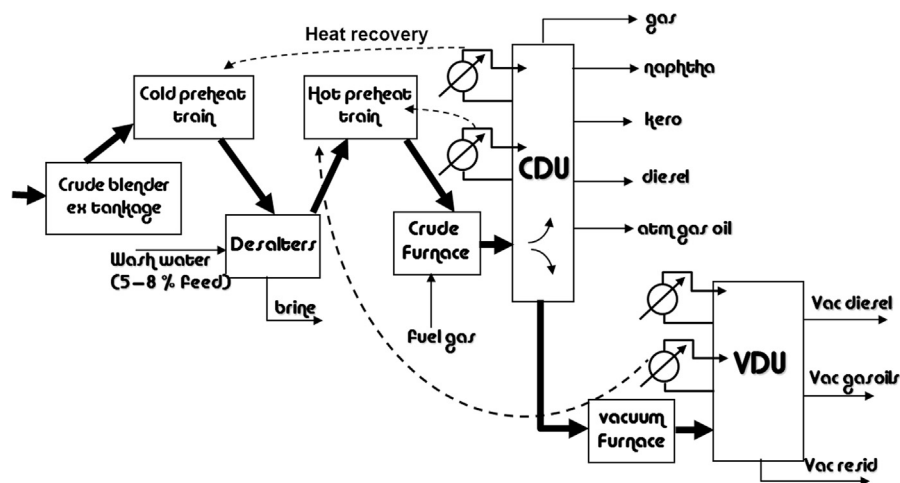 gas
Heat recovery
naphtha
Cold preheat
train
Hot preheat
train
kero
CDU
diesel
Crude blender
ex tankage
Desalters
Crude
Furnace
atm gas oil
Wash water
(5-8 % feed)
brine
Fuel gas
Vac diesel
VDU
Vac gasoils
vacuum
Furnace
Vac resid